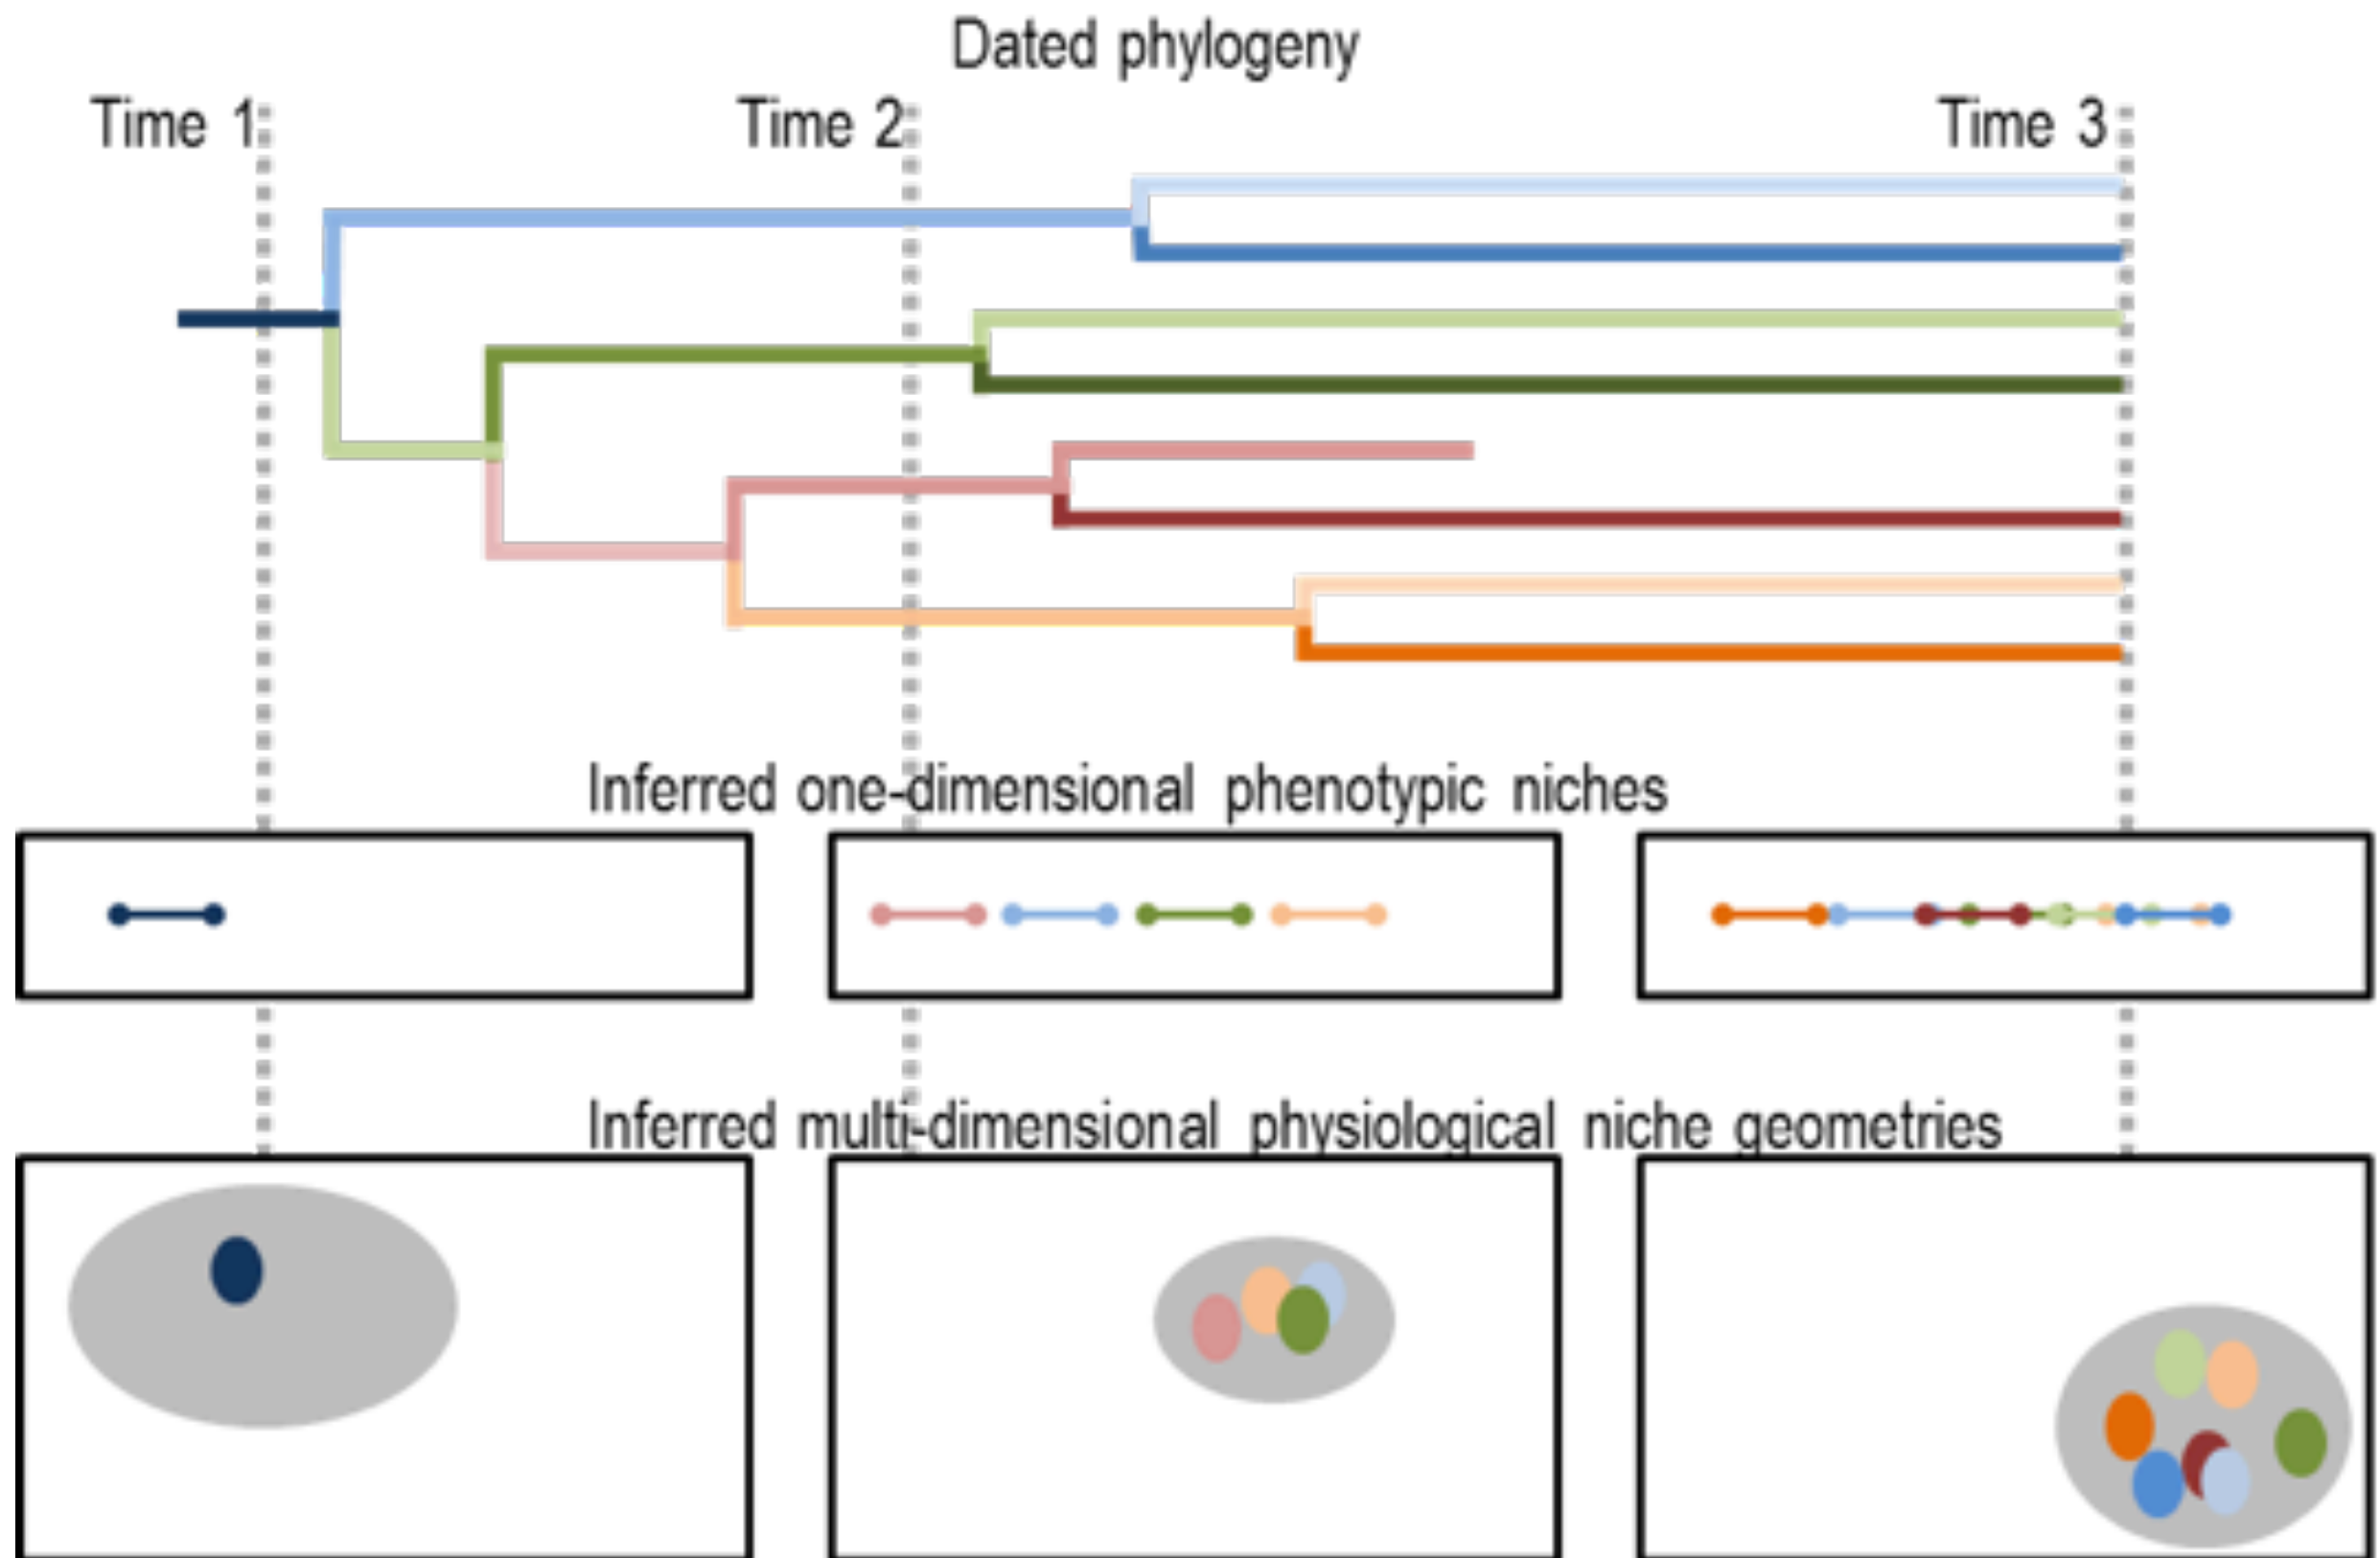 Dated phylogeny
Time 1
Time 2
Time 3
Inferred one-dimensional phenotypic niches
Inferred multi-dimensional physiological niche geometries